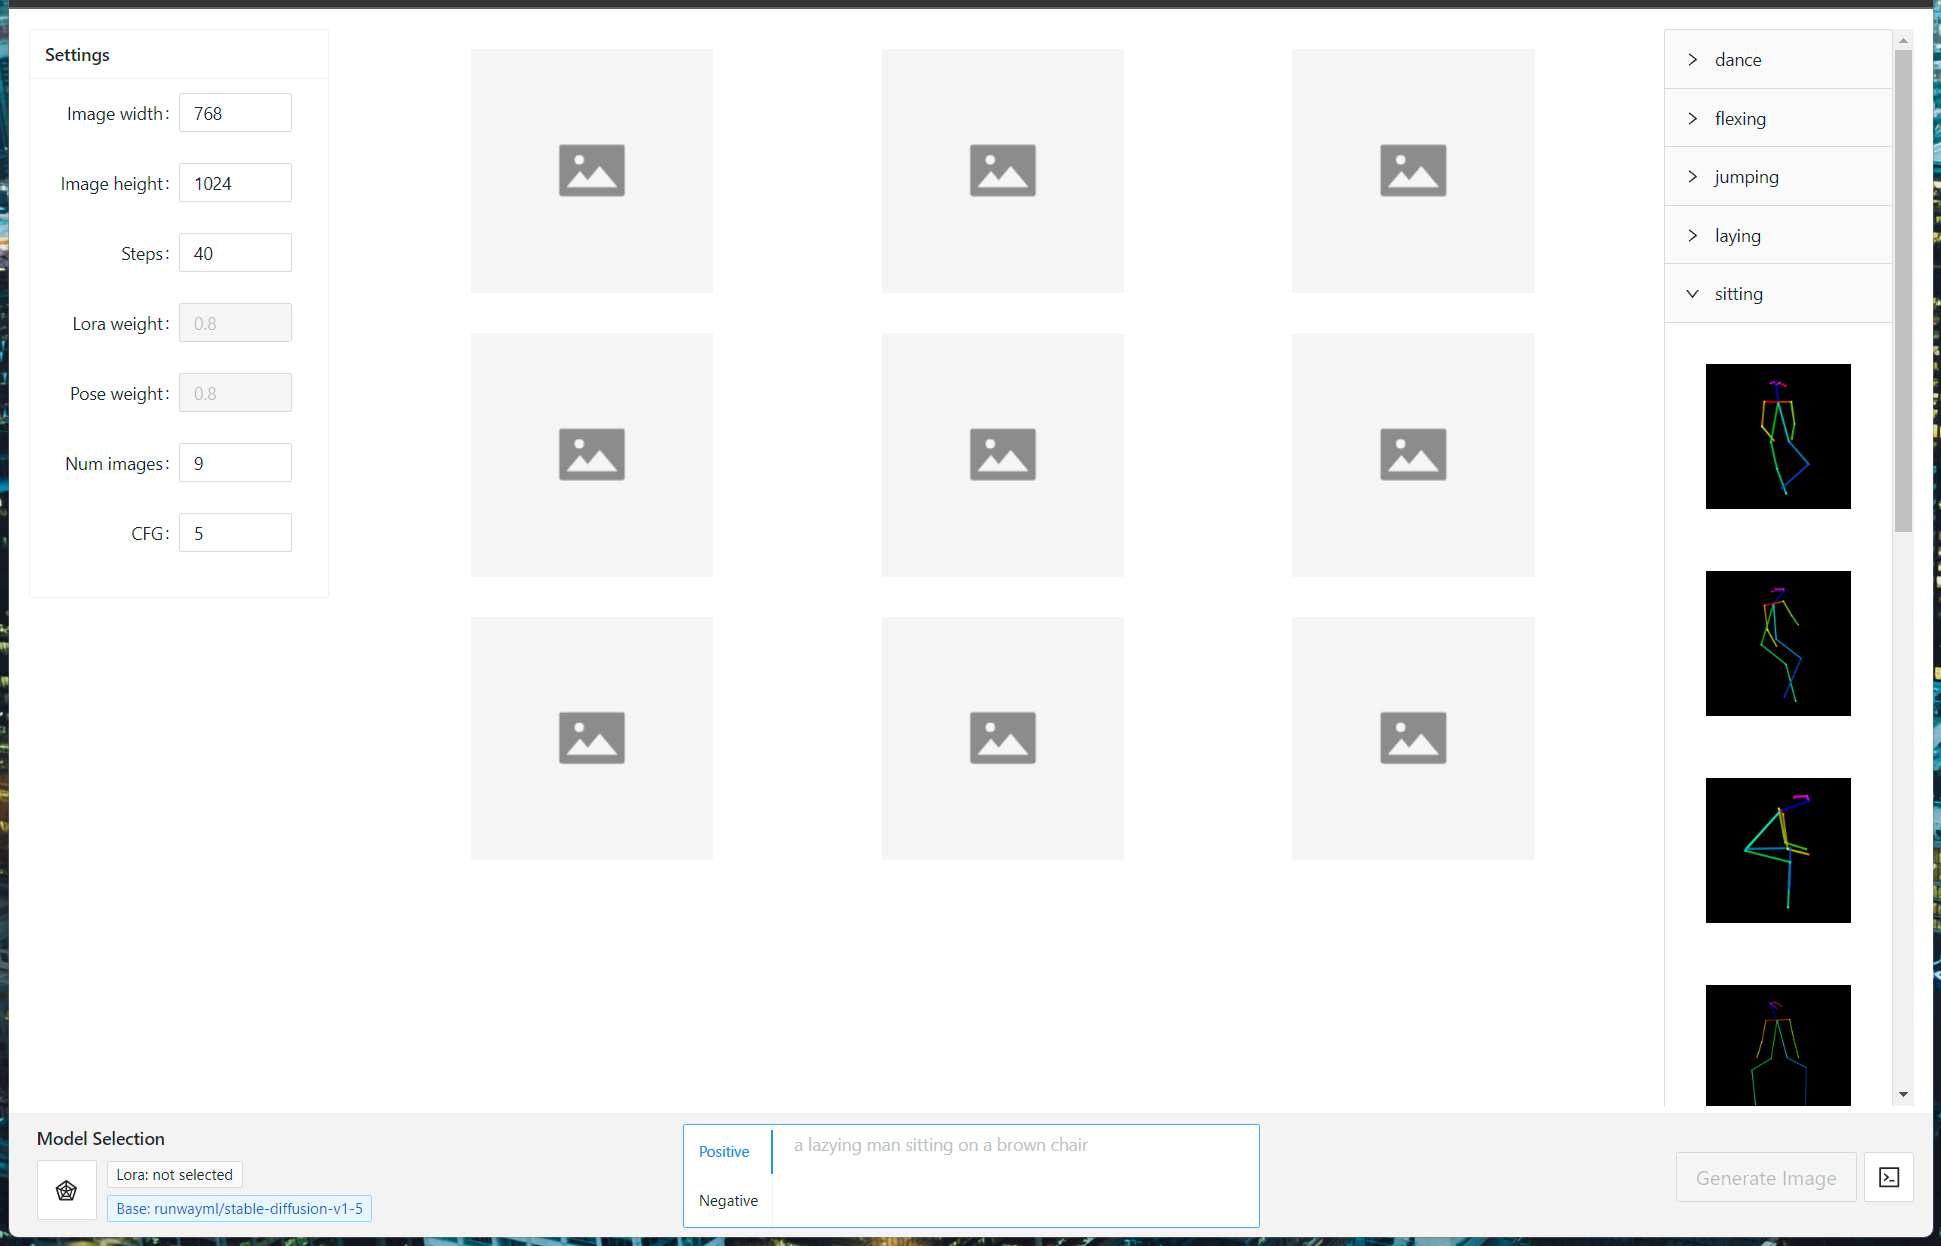 Settings
Image width: 768
Image height: 1024
Steps: 40
Lora weight: 0.8
Pose weight: 0.8
Num images: 9
CFG: 5
dance
flexing
jumping
laying
sitting
Model Selection
Lora: not selected
Base: runwayml/stable-diffusion-v1-5
Positive
a lazying man sitting on a brown chair
Negative
Generate Image